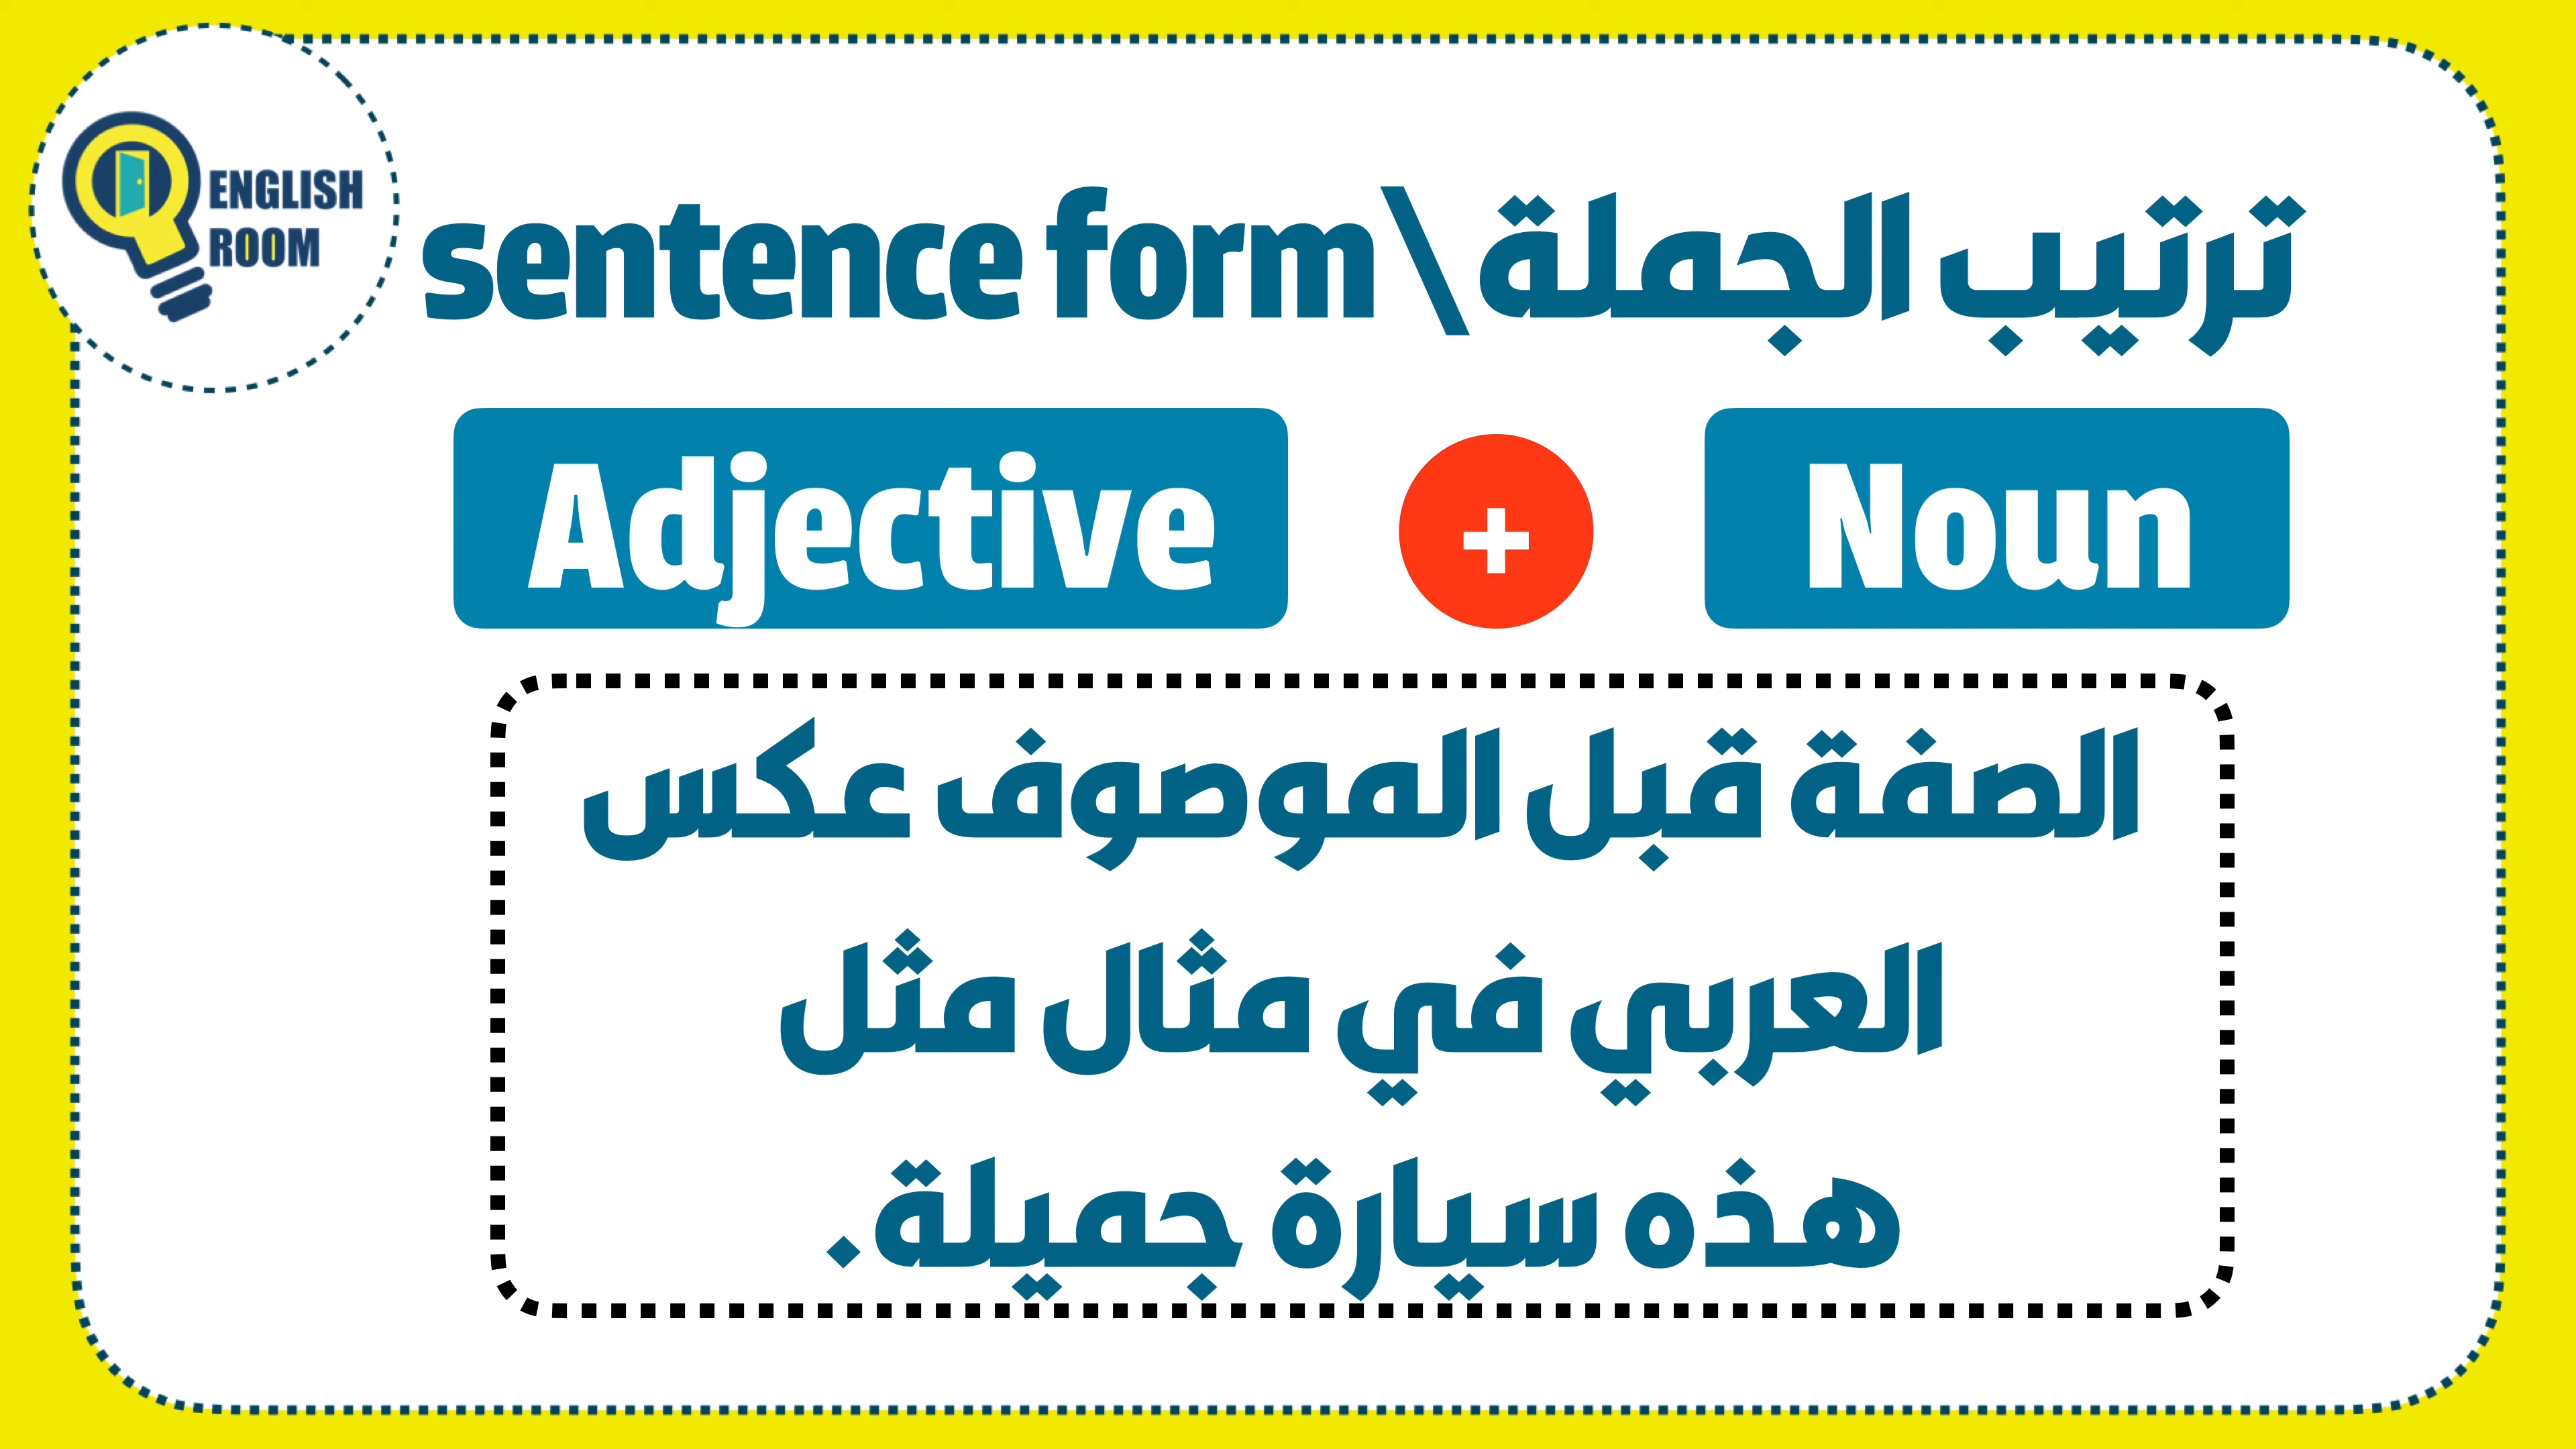 ENGLISH
ROOM
ترتيب الجملة\sentence form
Adjective + Noun
الصفة قبل الموصوف عكس
العربي في مثال مثل
هذه سيارة جميلة.